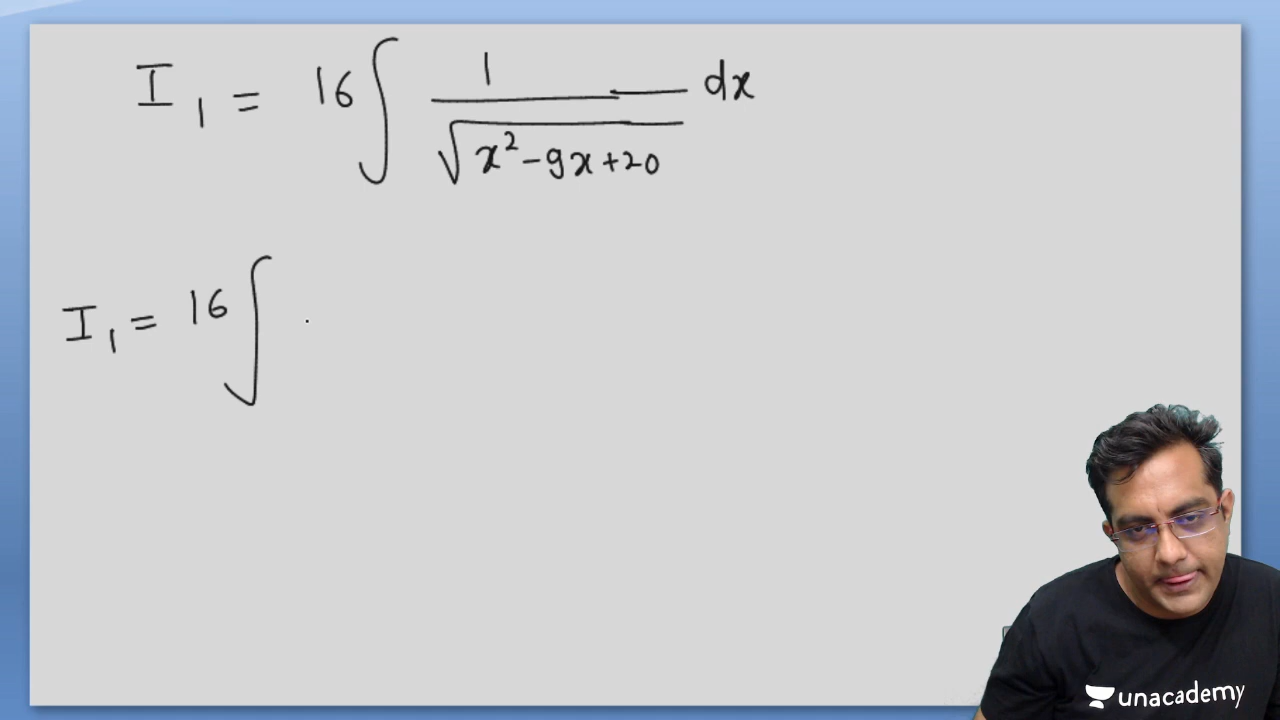 I₁ = 16 ∫ 1/√(x² - 9x + 20) dx
I₁ = 16 ∫
unacademy